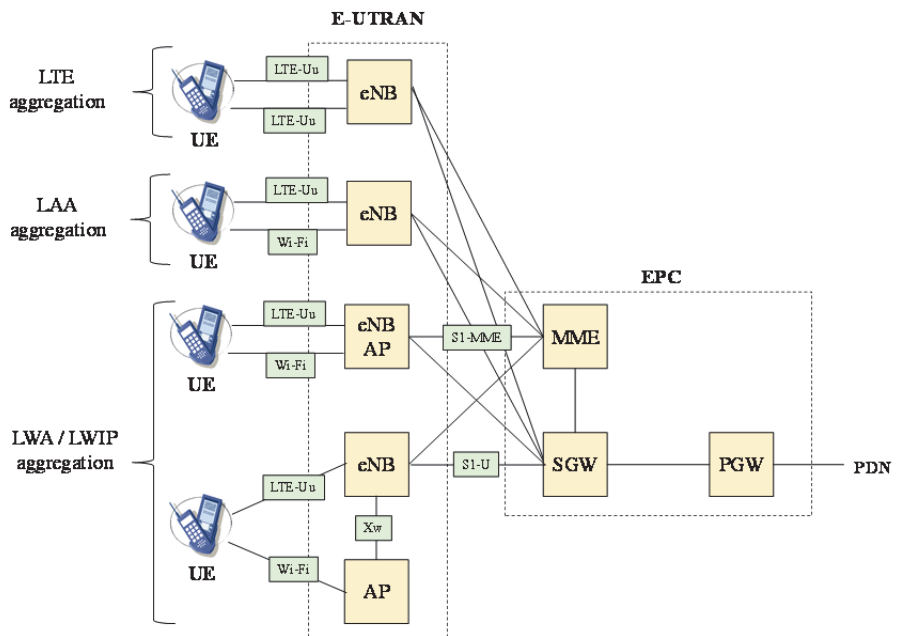 E-UTRAN
LTE
aggregation
UE
LTE-Uu
LTE-Uu
eNB
LAA
aggregation
UE
LTE-Uu
Wi-Fi
eNB
EPC
LWA / LWIP
aggregation
UE
LTE-Uu
Wi-Fi
eNB
AP
S1-MME
MME
UE
LTE-Uu
Wi-Fi
eNB
Xw
AP
S1-U
SGW
PGW
PDN